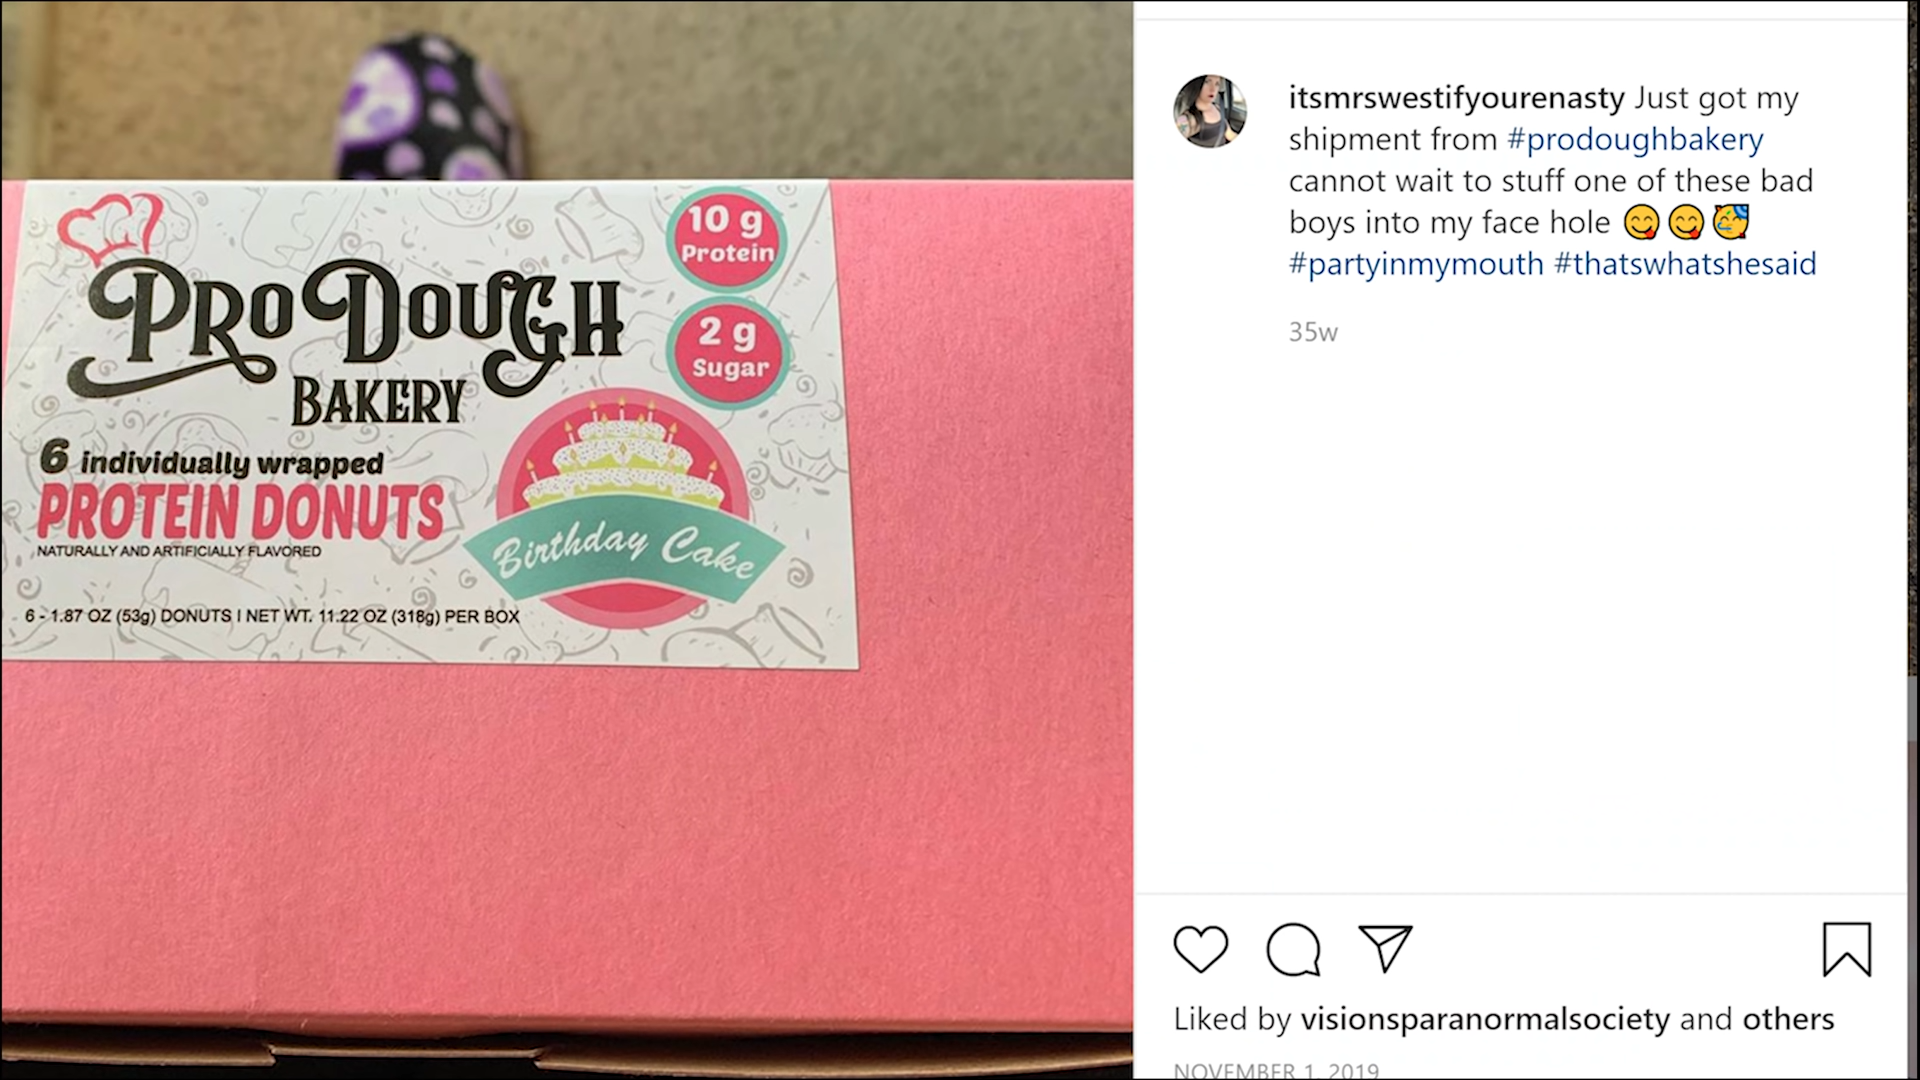 PRO DOUGH
BAKERY
10 g
Protein
2 g
Sugar
6 individually wrapped
PROTEIN DONUTS
NATURALLY AND ARTIFICIALLY FLAVORED
Birthday Cake
6 - 1.87 OZ (53g) DONUTS | NET WT. 11.22 OZ (318g) PER BOX
itsmrswestifyourenasty Just got my
shipment from #prodoughbakery
cannot wait to stuff one of these bad
boys into my face hole 😋😋🥳
#partyinmymouth #thatswhatshesaid
35w
Liked by visionsparanormalsociety and others
NOVEMBER 1, 2019